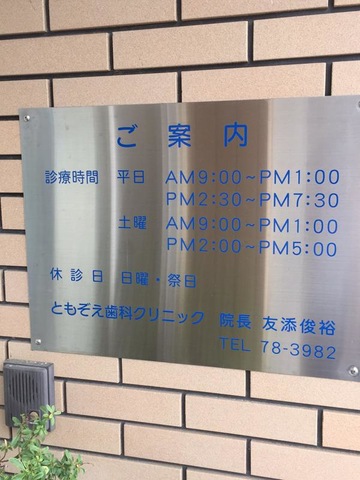 ご案内
診療時間 平日 AM9:00~PM1:00
PM2:30~PM7:30
土曜 AM9:00~PM1:00
PM2:00~PM5:00
休診日 日曜・祭日
ともぞえ歯科クリニック 院長 友添俊裕
TEL 78-3982